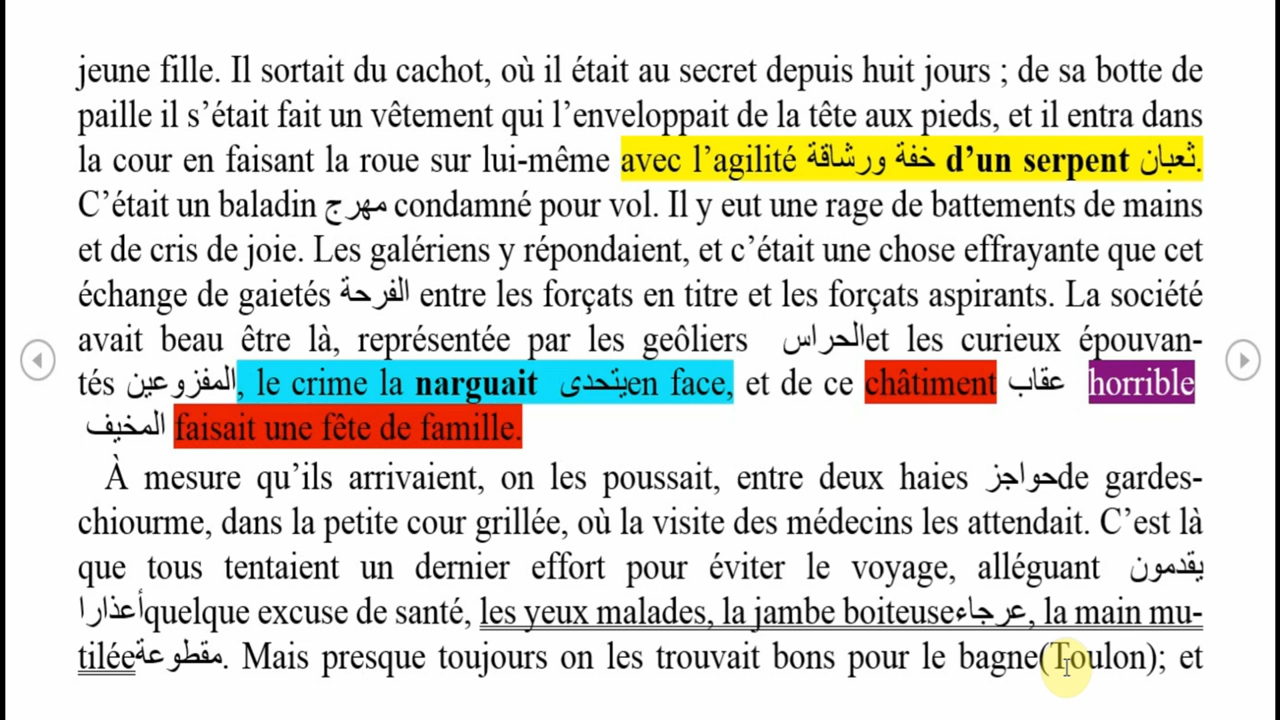 jeune fille. Il sortait du cachot, où il était au secret depuis huit jours ; de sa botte de
paille il s’était fait un vêtement qui l’enveloppait de la tête aux pieds, et il entra dans
la cour en faisant la roue sur lui-même avec l’agilité خفة ورشاقة d’un serpent ثعبان.
C’était un baladin مهرج condamné pour vol. Il y eut une rage de battements de mains
et de cris de joie. Les galériens y répondaient, et c’était une chose effrayante que cet
échange de gaietés الفرحة entre les forçats en titre et les forçats aspirants. La société
avait beau être là, représentée par les geôliers الحراس et les curieux épouvan-
tés المفزوعين, le crime la narguait يتحدى en face, et de ce châtiment عقاب horrible
المخيف faisait une fête de famille.
À mesure qu’ils arrivaient, on les poussait, entre deux haies حواجز de gardes-
chiourme, dans la petite cour grillée, où la visite des médecins les attendait. C’est là
que tous tentaient un dernier effort pour éviter le voyage, alléguant يقدمون
أعذارا quelque excuse de santé, les yeux malades, la jambe boiteuse عرجاء, la main mu-
tilée مقطوعة. Mais presque toujours on les trouvait bons pour le bagne(Toulon); et